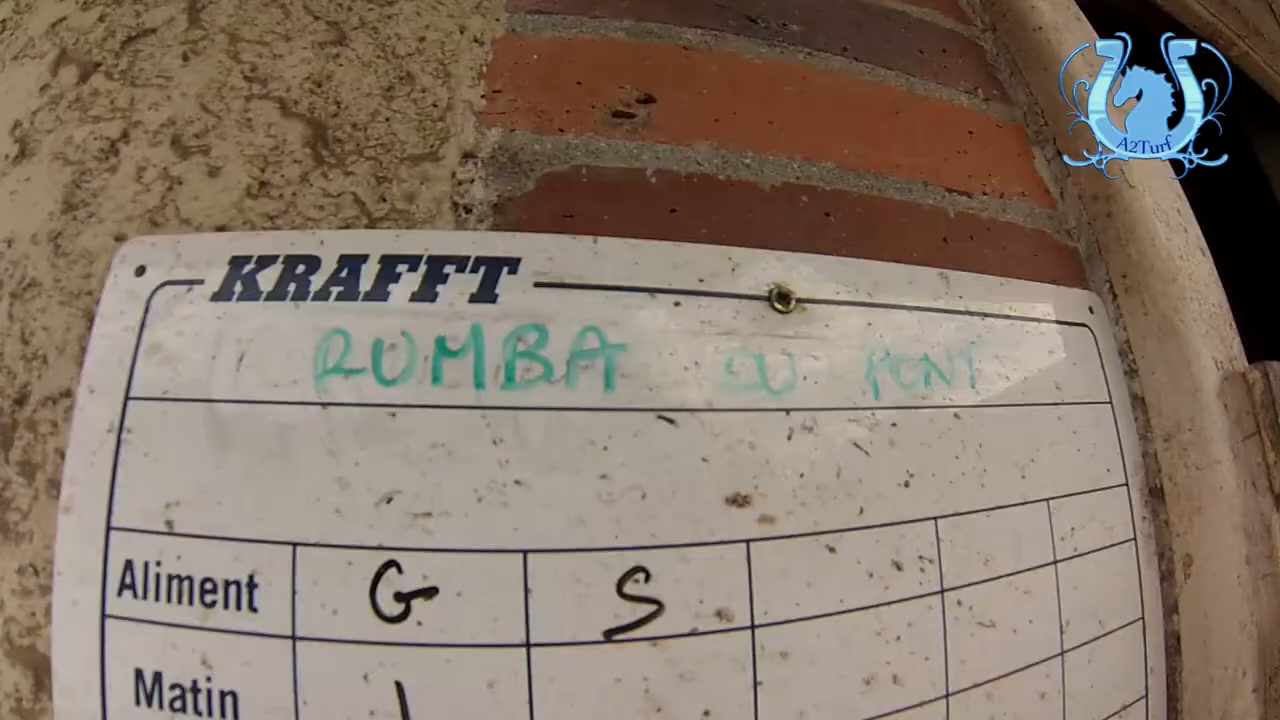 A2Turf
KRAFFT
RUMBA DU PONT
Aliment G S
Matin